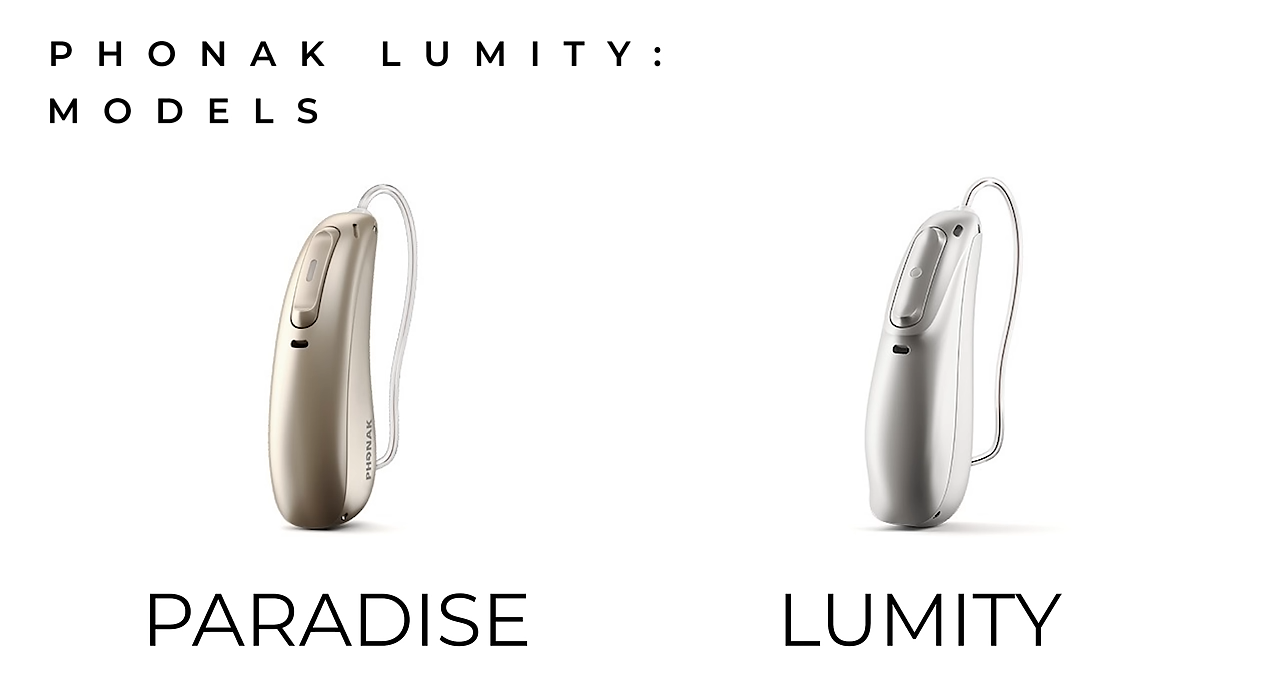 PHONAK LUMITY:
MODELS
PHONAK
PARADISE
LUMITY